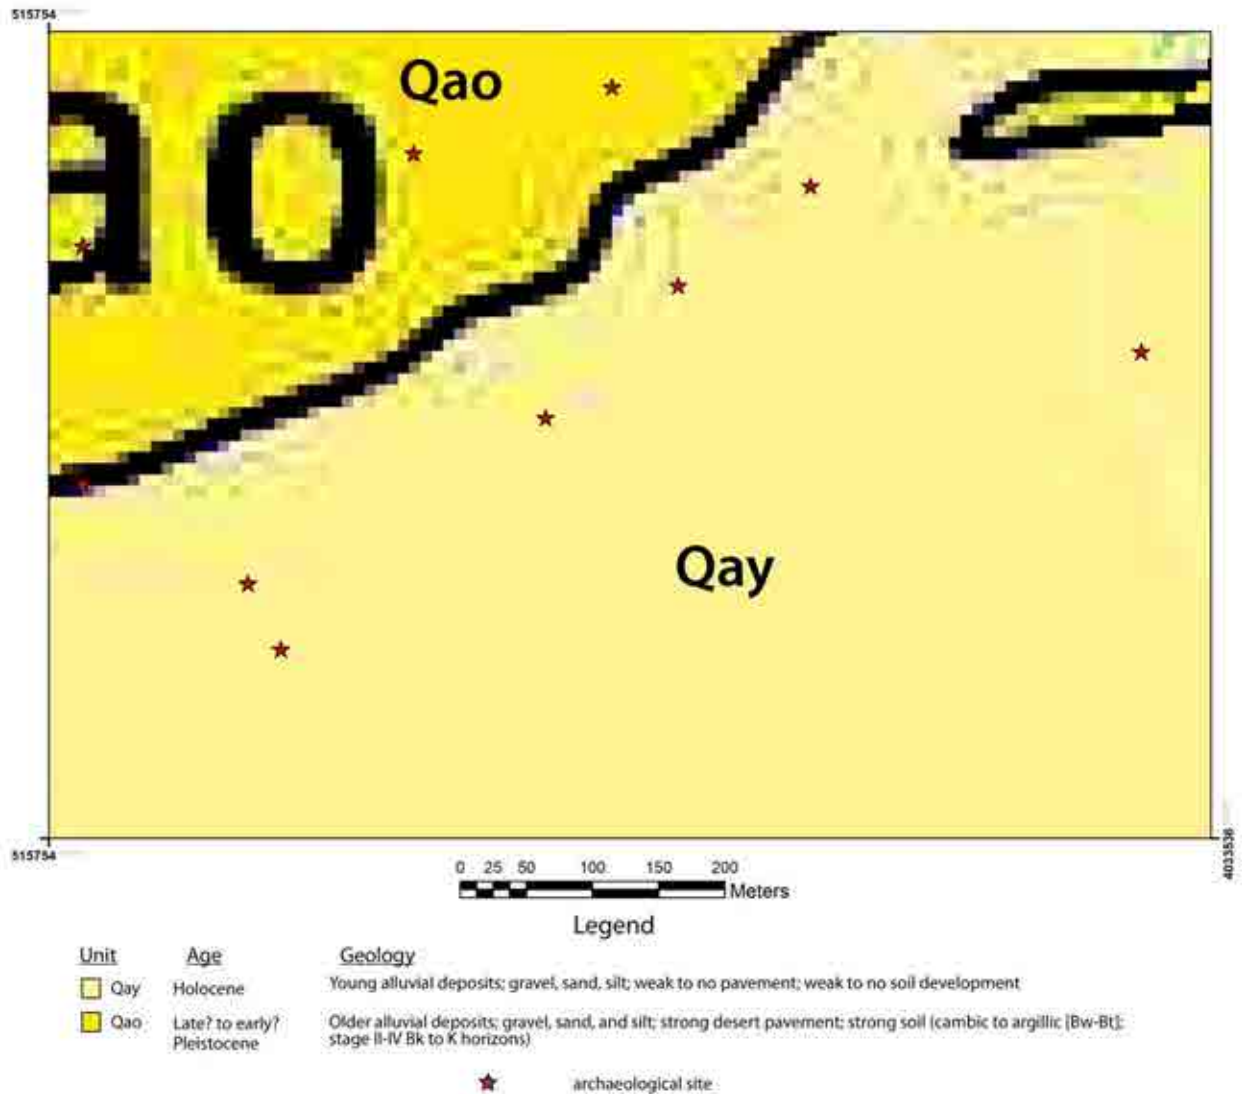 515754
Qao
ao
Qay
515754
4033536
0 25 50 100 150 200
Meters
Legend
Unit Age Geology
Qay Holocene Young alluvial deposits; gravel, sand, silt; weak to no pavement; weak to no soil development
Qao Late? to early? Pleistocene Older alluvial deposits; gravel, sand, and silt; strong desert pavement; strong soil (cambic to argillic [Bw-Bt];
stage II-IV Bk to K horizons)
archaeological site